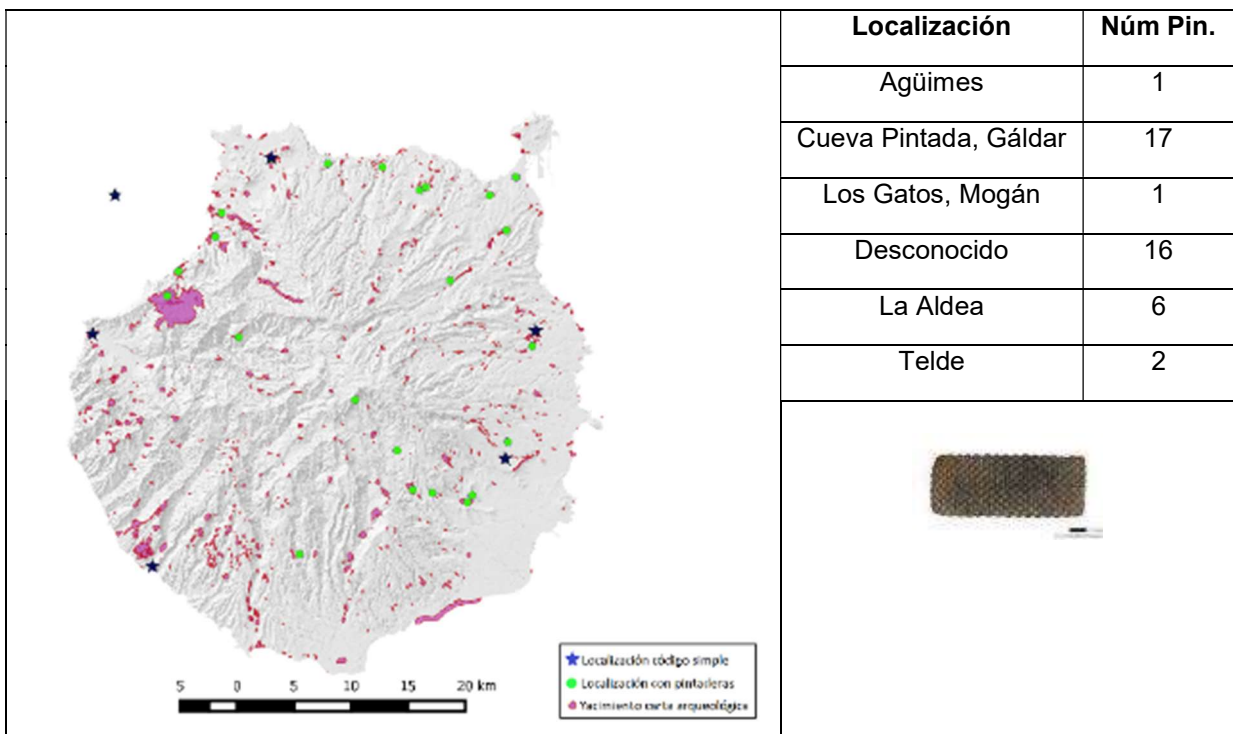 Localización Núm Pin.
Agüimes 1
Cueva Pintada, Gáldar 17
Los Gatos, Mogán 1
Desconocido 16
La Aldea 6
Telde 2
Localización código simple
Localización con pintaderas
Yacimiento carta arqueológica
5 0 5 10 15 20 km